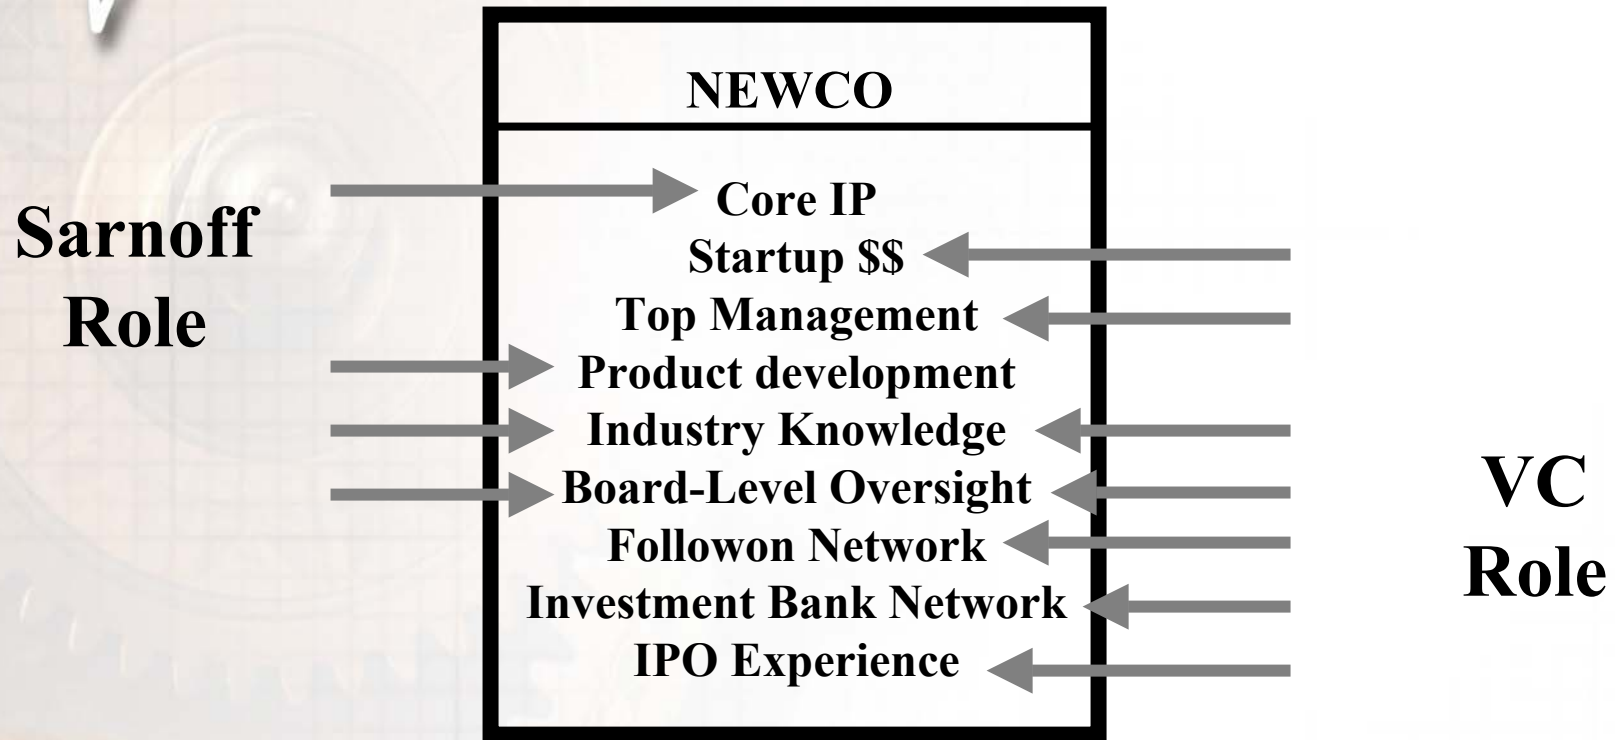 NEWCO
Sarnoff
Role
Core IP
Startup $$
Top Management
Product development
Industry Knowledge
Board-Level Oversight
Followon Network
Investment Bank Network
IPO Experience
VC
Role